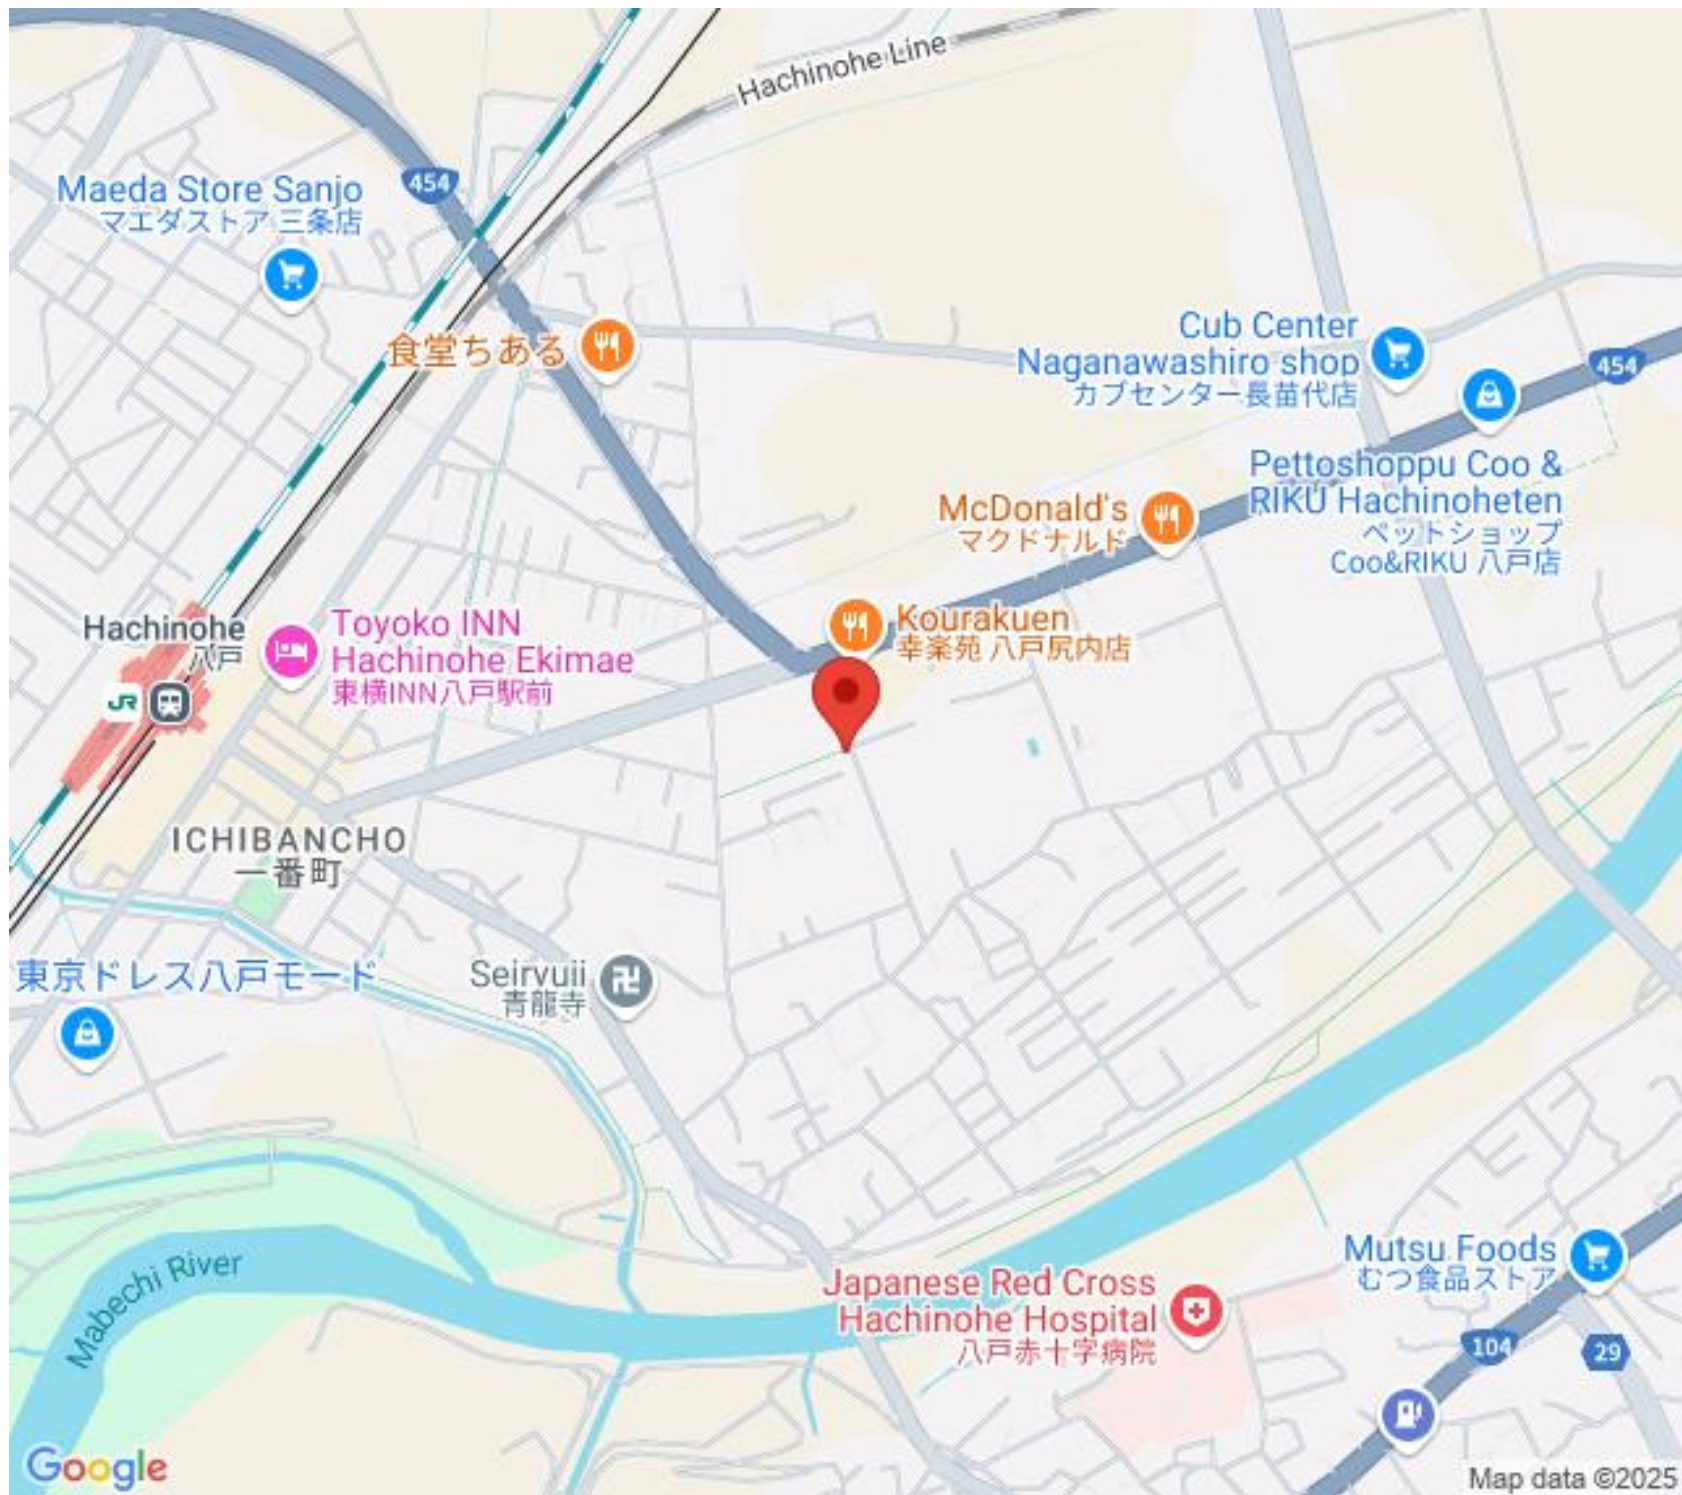 Hachinohe Line
454
Maeda Store Sanjo
マエダストア 三条店
食堂ちある
Cub Center
Naganawashiro shop
カブセンター長苗代店
454
Pettoshoppu Coo &
RIKU Hachinoheten
ペットショップ
Coo&RIKU 八戸店
McDonald's
マクドナルド
Kourakuen
幸楽苑 八戸尻内店
Hachinohe
八戸
JR
Toyoko INN
Hachinohe Ekimae
東横INN八戸駅前
ICHIBANCHO
一番町
東京ドレス八戸モード
Seiryuji
青龍寺
Mabechi River
Japanese Red Cross
Hachinohe Hospital
八戸赤十字病院
Mutsu Foods
むつ食品ストア
104
29
Google
Map data ©2025